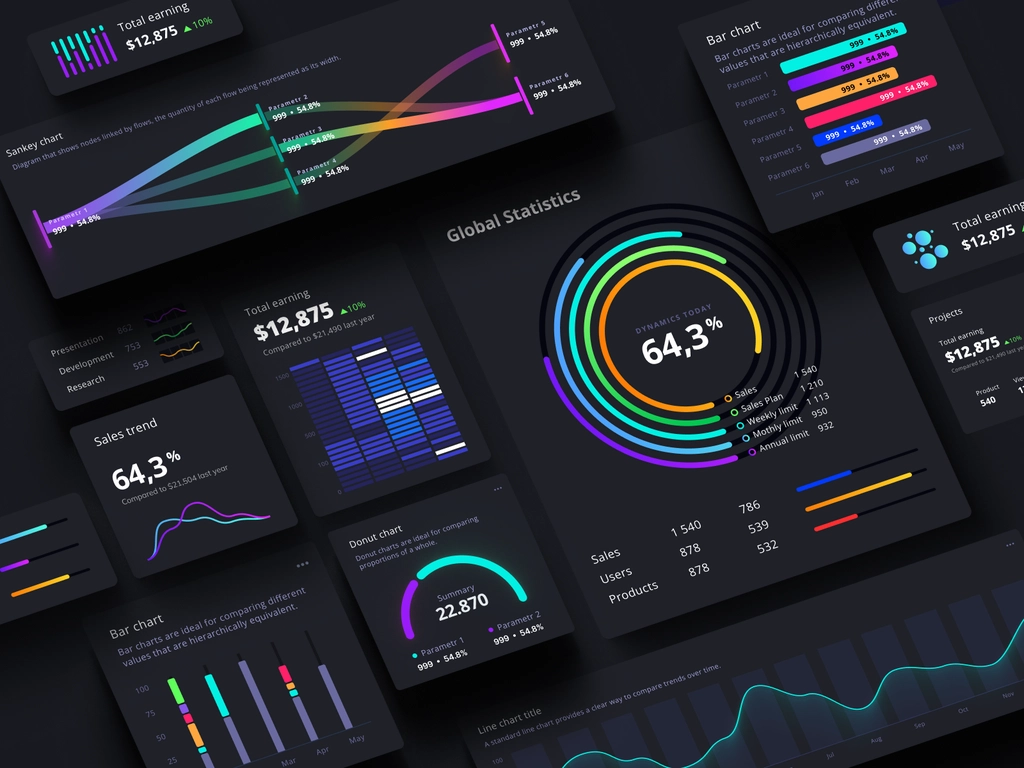 Total earning
$12,875 ▲10%
Sankey chart
Diagram that shows nodes linked by flows, the quantity of each flow being represented as its width.
Parametr 1
999 • 54.8%
Parametr 2
999 • 54.8%
Parametr 3
999 • 54.8%
Parametr 4
999 • 54.8%
Parametr 5
999 • 54.8%
Parametr 6
999 • 54.8%
Bar chart
Bar charts are ideal for comparing different
values that are hierarchically equivalent.
Parametr 1 999 • 54.8%
Parametr 2 999 • 54.8%
Parametr 3 999 • 54.8%
Parametr 4 999 • 54.8%
Parametr 5 999 • 54.8%
Parametr 6 999 • 54.8%
Jan Feb Mar Apr May
Global Statistics
DYNAMICS TODAY
64,3%
Sales 1 540
Sales Plan 1 210
Weekly limit 1 113
Mothly limit 950
Annual limit 932
Sales 1 540 786
Users 878 539
Products 878 532
Total earning
$12,875
Projects
Total earning
$12,875 ▲10%
Compared to $21,490 last
Product
540
Presentation 862
Development 753
Research 553
Total earning
$12,875 ▲10%
Compared to $21,490 last year
1500
1000
500
100
0
Sales trend
64,3%
Compared to $21,504 last year
Donut chart
Donut charts are ideal for comparing
proportions of a whole.
Summary
22.870
Parametr 1
999 • 54.8%
Parametr 2
999 • 54.8%
Bar chart
Bar charts are ideal for comparing different
values that are hierarchically equivalent.
100
75
50
25
Mar Apr May
Line chart title
A standard line chart provides a clear way to compare trends over time.
100
Jul Aug Sep Oct Nov